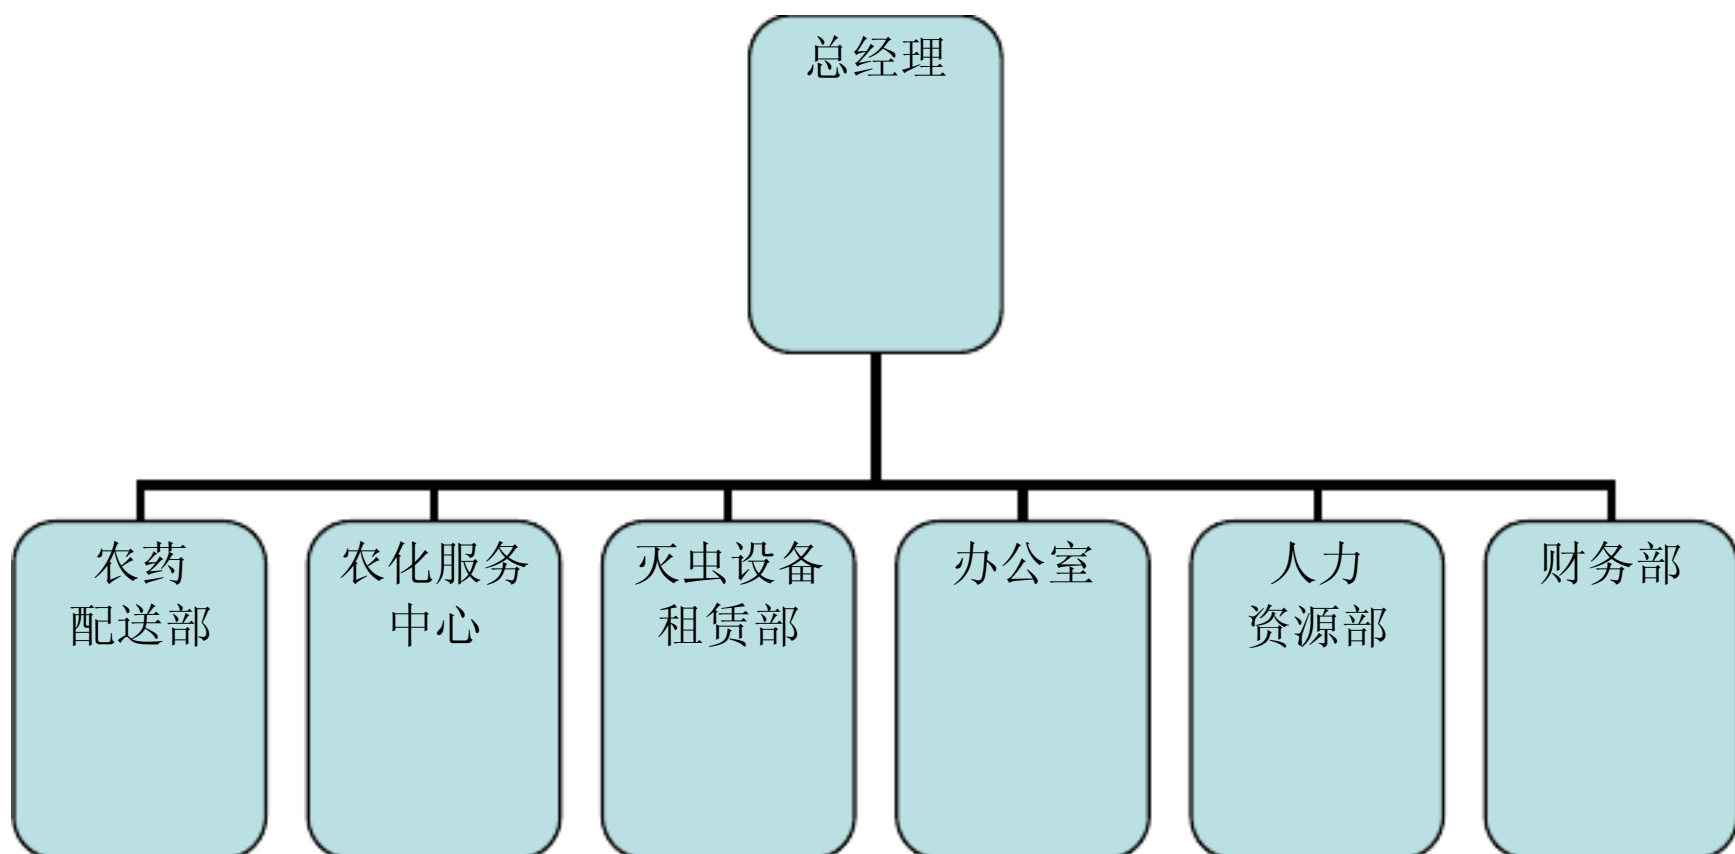 总经理
农药
配送部
农化服务
中心
灭虫设备
租赁部
办公室
人力
资源部
财务部